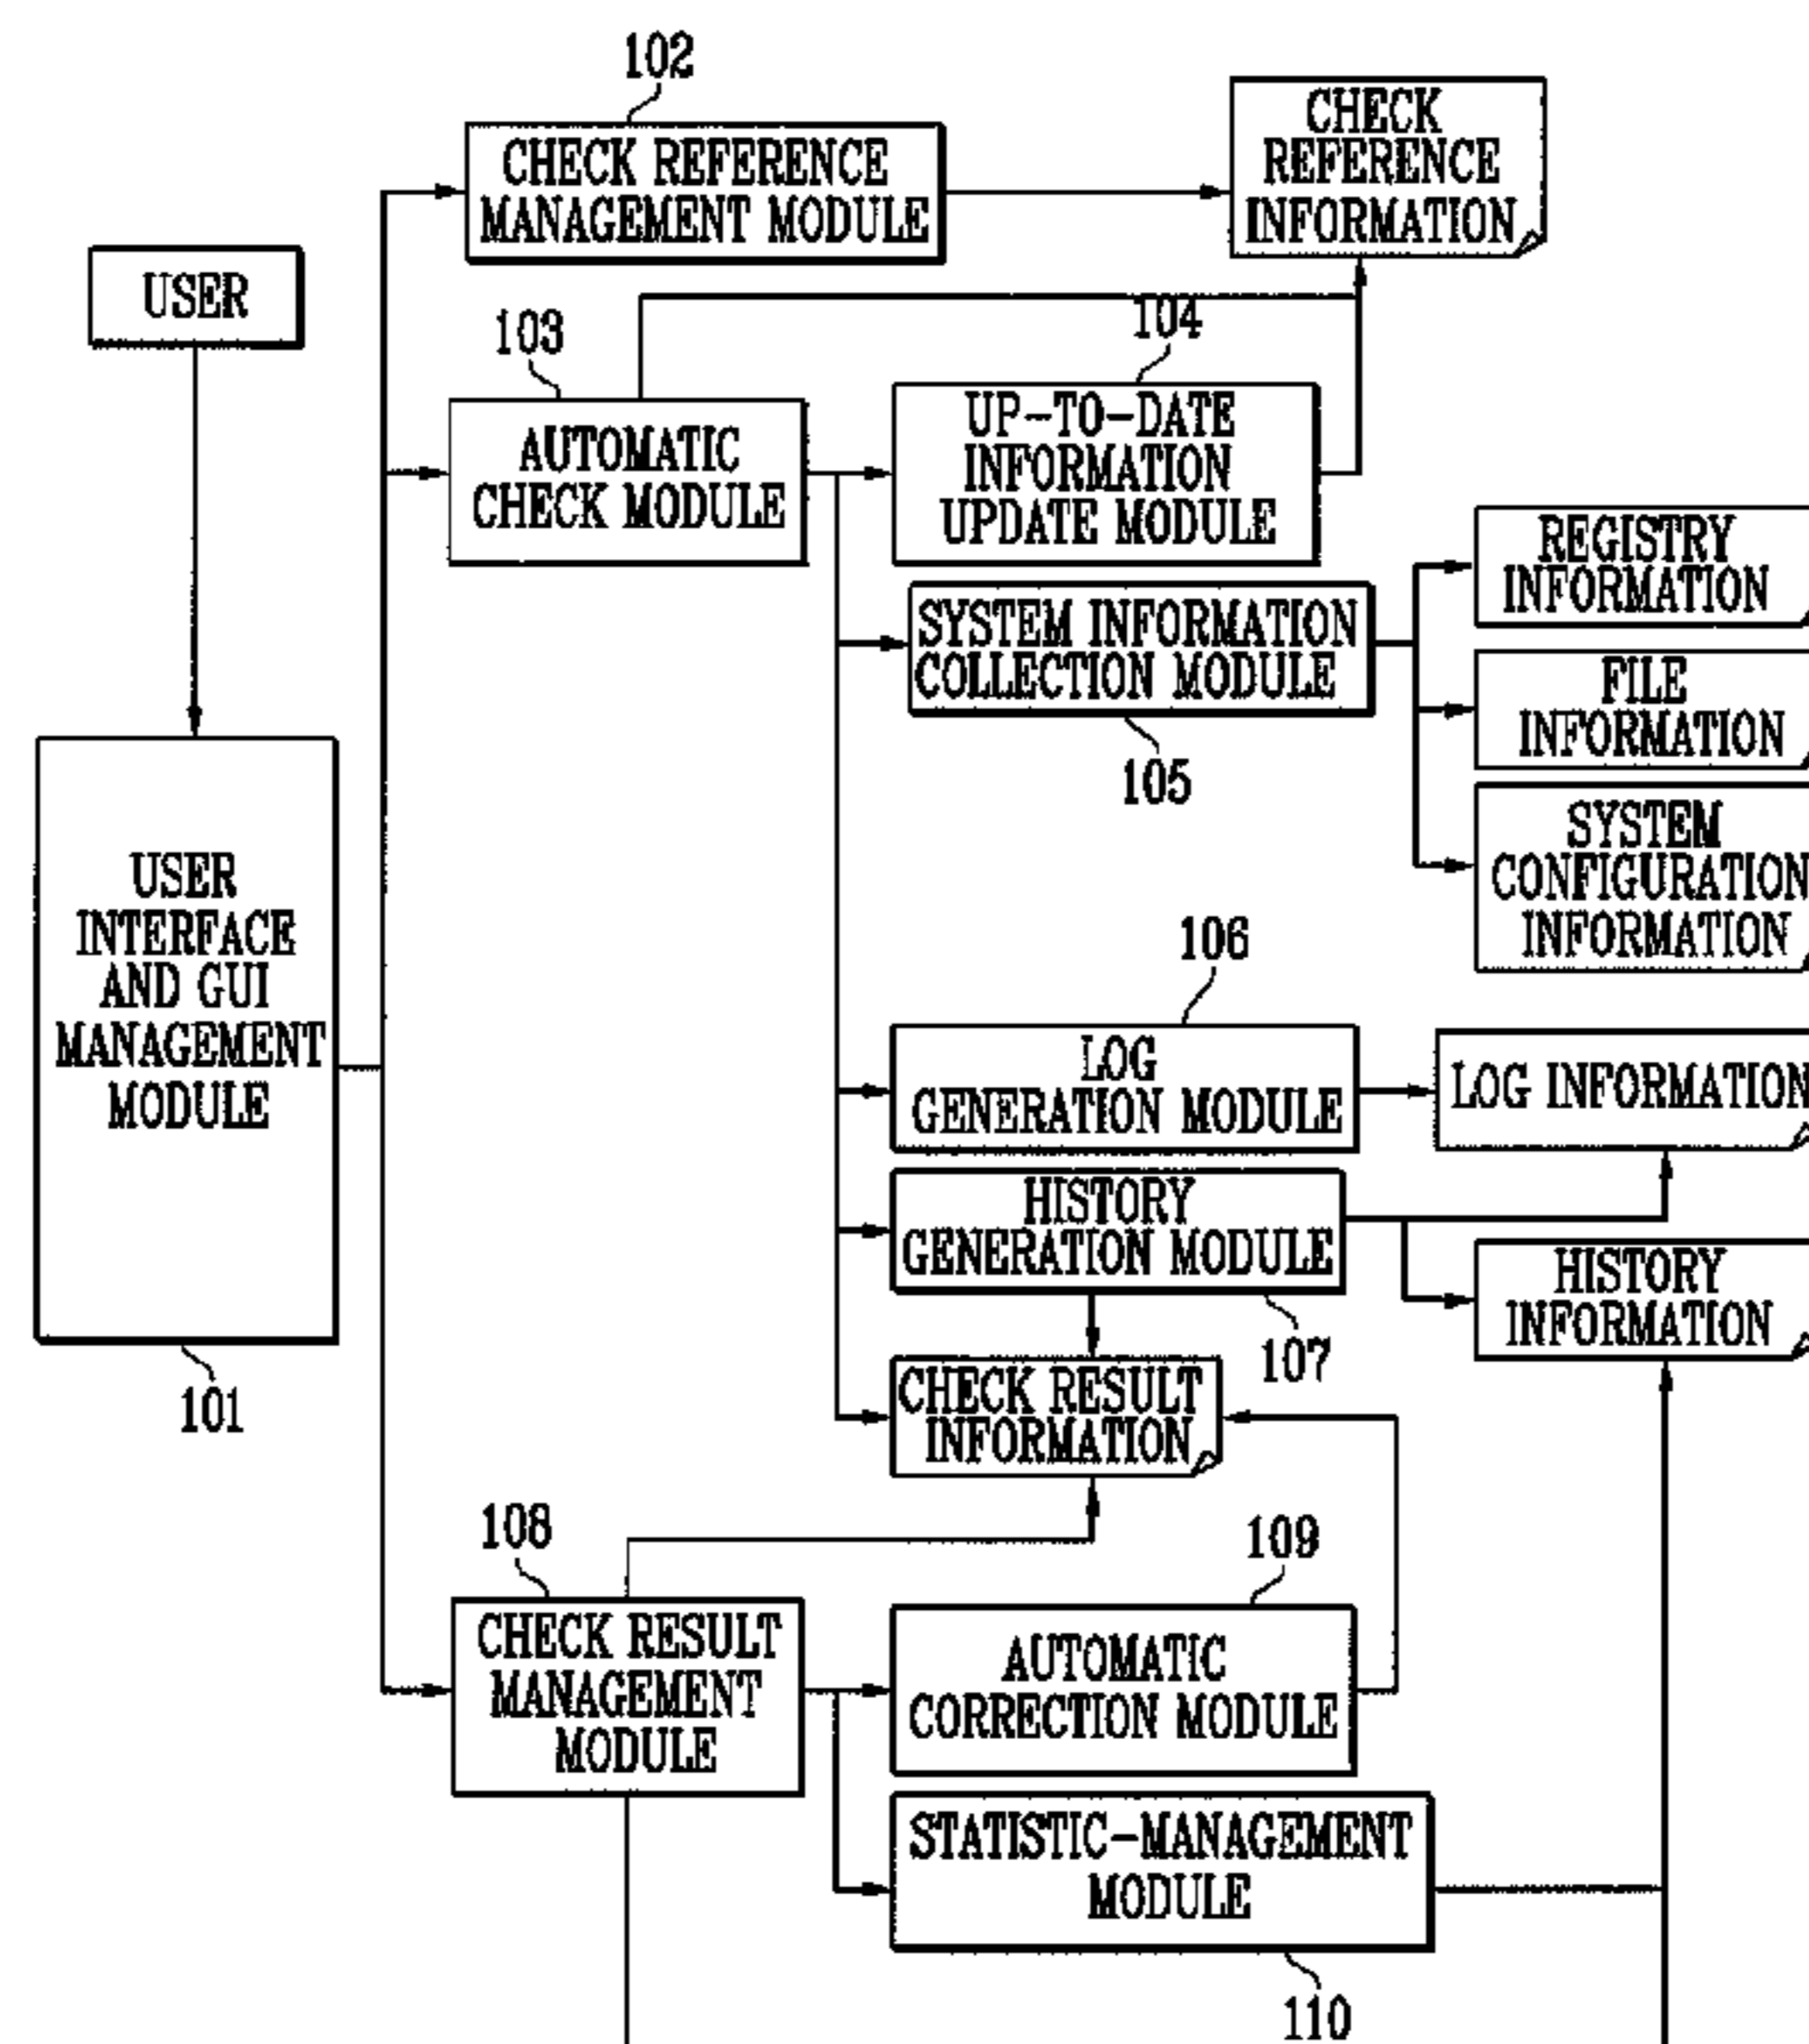 102
CHECK REFERENCE
MANAGEMENT MODULE
CHECK
REFERENCE
INFORMATION
USER
103
AUTOMATIC
CHECK MODULE
104
UP-TO-DATE
INFORMATION
UPDATE MODULE
SYSTEM INFORMATION
COLLECTION MODULE
105
REGISTRY
INFORMATION
FILE
INFORMATION
SYSTEM
CONFIGURATION
INFORMATION
USER
INTERFACE
AND GUI
MANAGEMENT
MODULE
101
106
LOG
GENERATION MODULE
LOG INFORMATION
HISTORY
GENERATION MODULE
107
HISTORY
INFORMATION
CHECK RESULT
INFORMATION
108
CHECK RESULT
MANAGEMENT
MODULE
109
AUTOMATIC
CORRECTION MODULE
STATISTIC-MANAGEMENT
MODULE
110